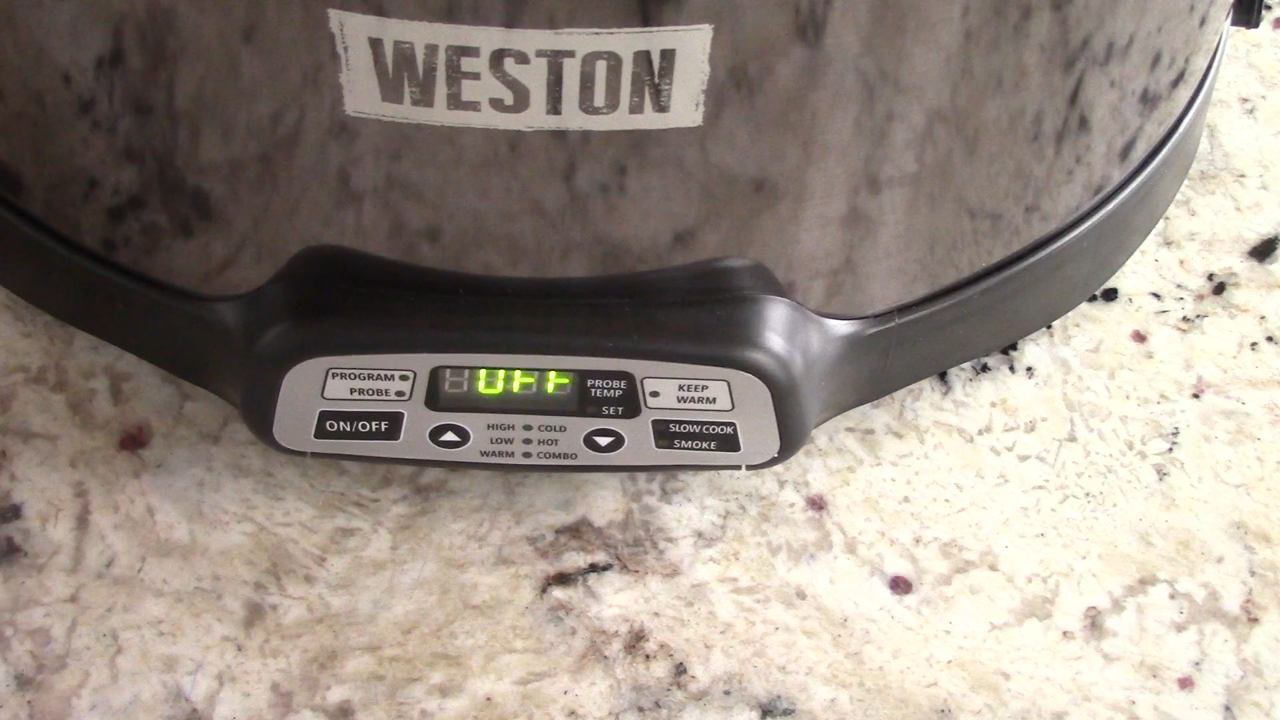 WESTON
PROGRAM
PROBE
ON/OFF
PROBE
TEMP
SET
HIGH COLD
LOW HOT
WARM COMBO
KEEP
WARM
SLOW COOK
SMOKE